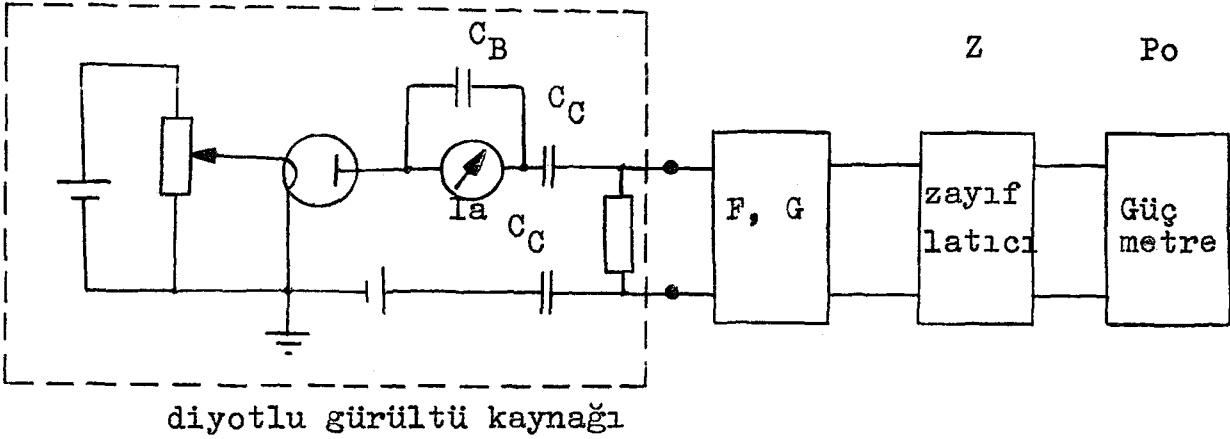 C_B
Z
Po
C_C
Ia
C_C
F, G
zayıf
latıcı
Güç
metre
diyotlu gürültü kaynağı